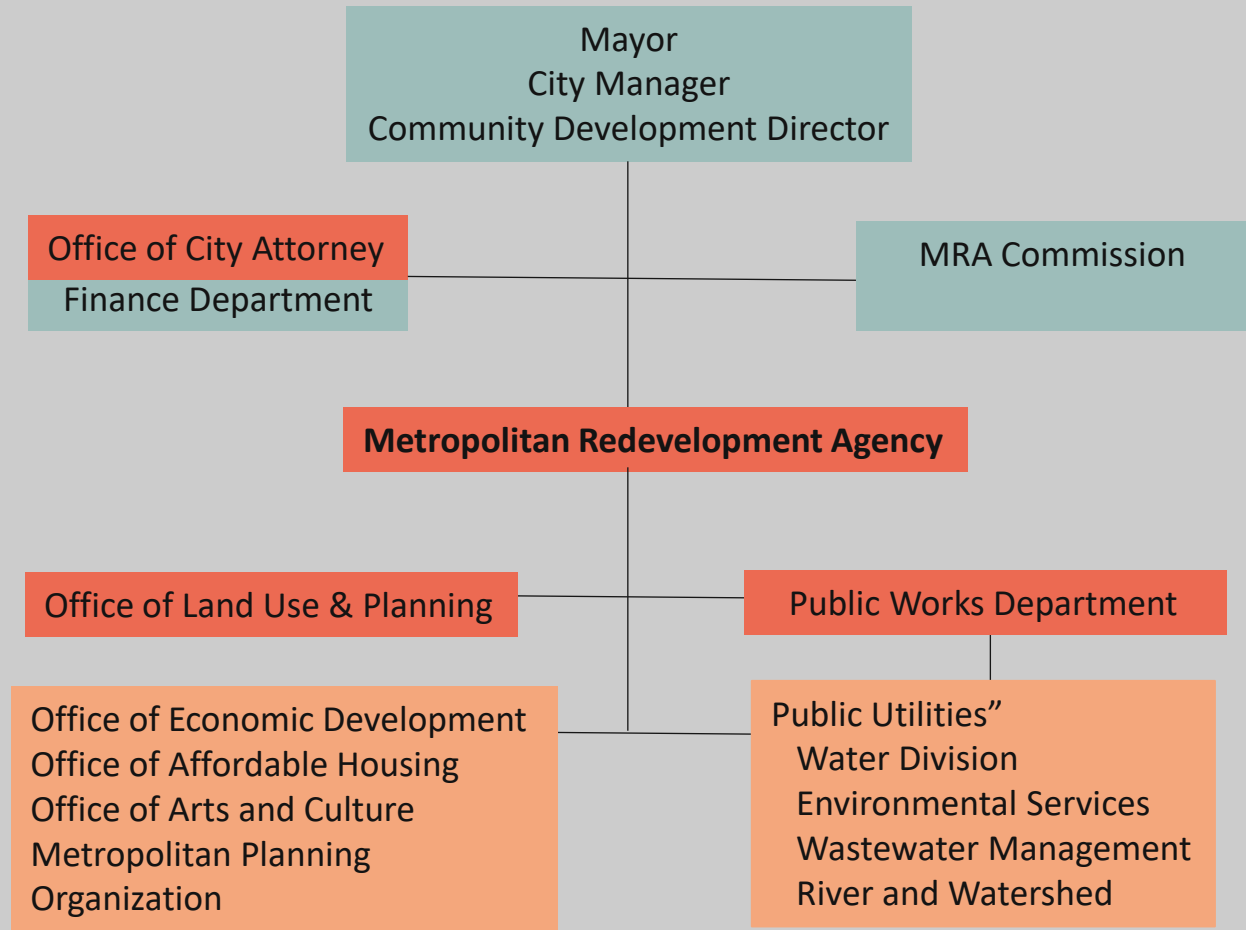 Mayor
City Manager
Community Development Director
Office of City Attorney
Finance Department
MRA Commission
Metropolitan Redevelopment Agency
Office of Land Use & Planning
Public Works Department
Office of Economic Development
Office of Affordable Housing
Office of Arts and Culture
Metropolitan Planning
Organization
Public Utilities”
Water Division
Environmental Services
Wastewater Management
River and Watershed